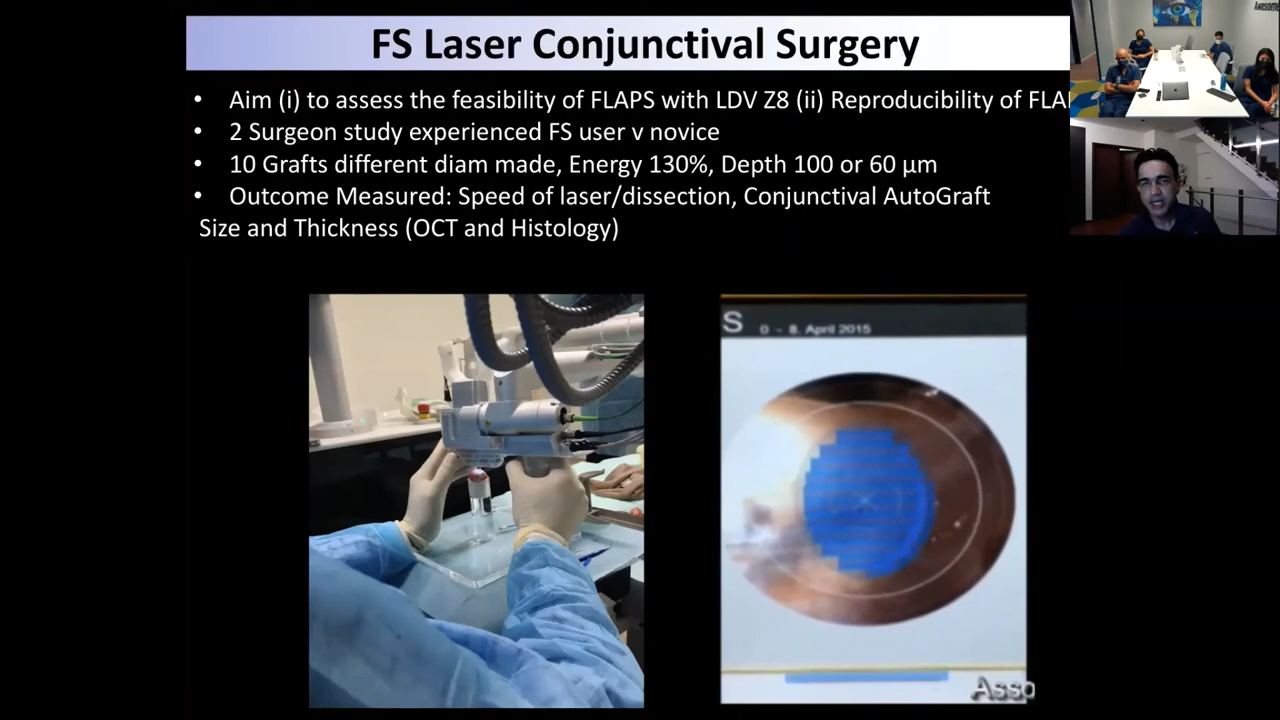 FS Laser Conjunctival Surgery
Awesome
• Aim (i) to assess the feasibility of FLAPS with LDV Z8 (ii) Reproducibility of FLA
• 2 Surgeon study experienced FS user v novice
• 10 Grafts different diam made, Energy 130%, Depth 100 or 60 µm
• Outcome Measured: Speed of laser/dissection, Conjunctival AutoGraft
Size and Thickness (OCT and Histology)
S 0 - 8. April 2015
Asso